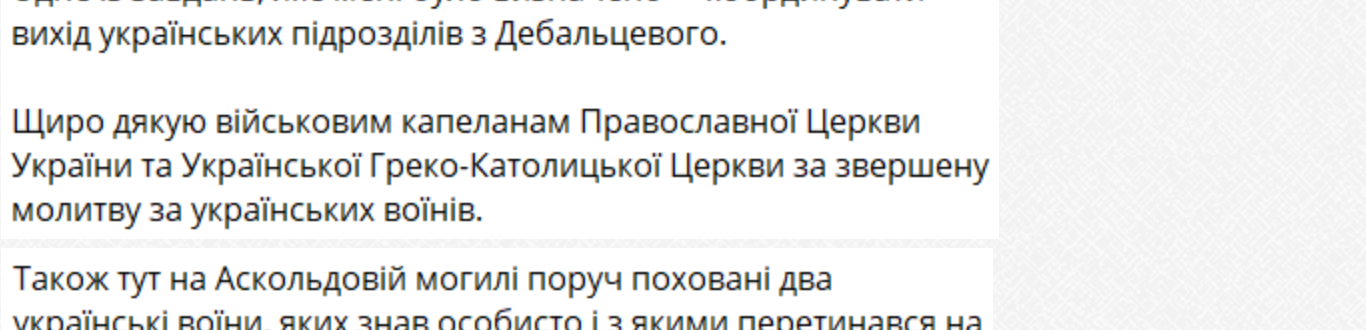 вихід українських підрозділів з Дебальцевого.
Щиро дякую військовим капеланам Православної Церкви
України та Української Греко-Католицької Церкви за звершену
молитву за українських воїнів.
Також тут на Аскольдовій могилі поруч поховані два
українські воїни, яких знав особисто і з якими перетинався на